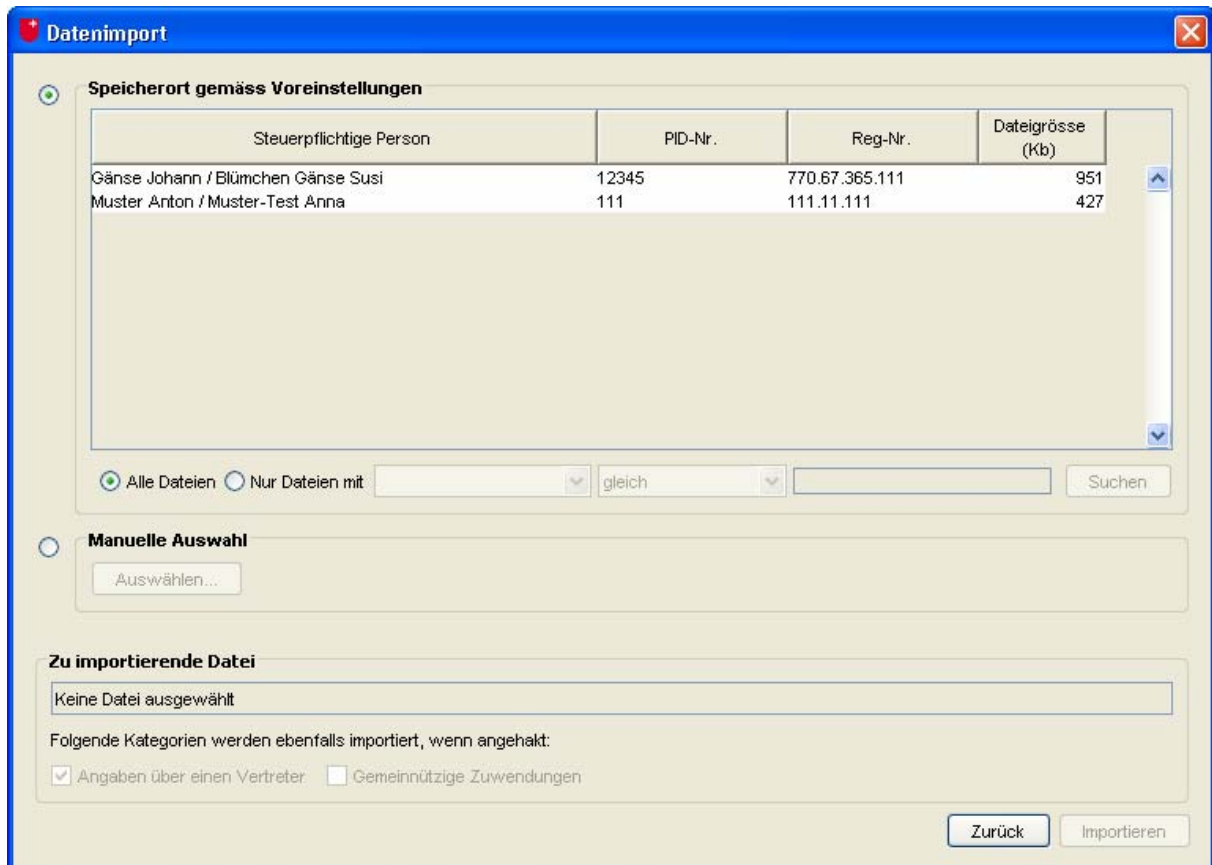 Datenimport
Speicherort gemäss Voreinstellungen
Steuerpflichtige Person PID-Nr. Reg-Nr. Dateigrösse (Kb)
Gänse Johann / Blümchen Gänse Susi 12345 770.67.365.111 951
Muster Anton / Muster-Test Anna 111 111.11.111 427
Alle Dateien Nur Dateien mit gleich Suchen
Manuelle Auswahl
Auswählen...
Zu importierende Datei
Keine Datei ausgewählt
Folgende Kategorien werden ebenfalls importiert, wenn angehakt:
Angaben über einen Vertreter Gemeinnützige Zuwendungen
Zurück Importieren